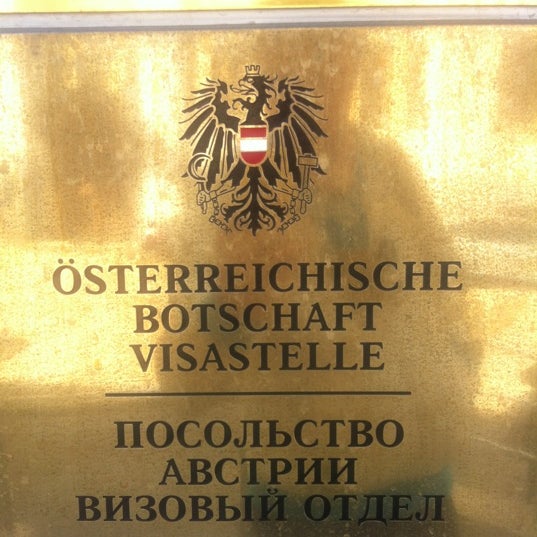 ÖSTERREICHISCHE
BOTSCHAFT
VISASTELLE
ПОСОЛЬСТВО
АВСТРИИ
ВИЗОВЫЙ ОТДЕЛ